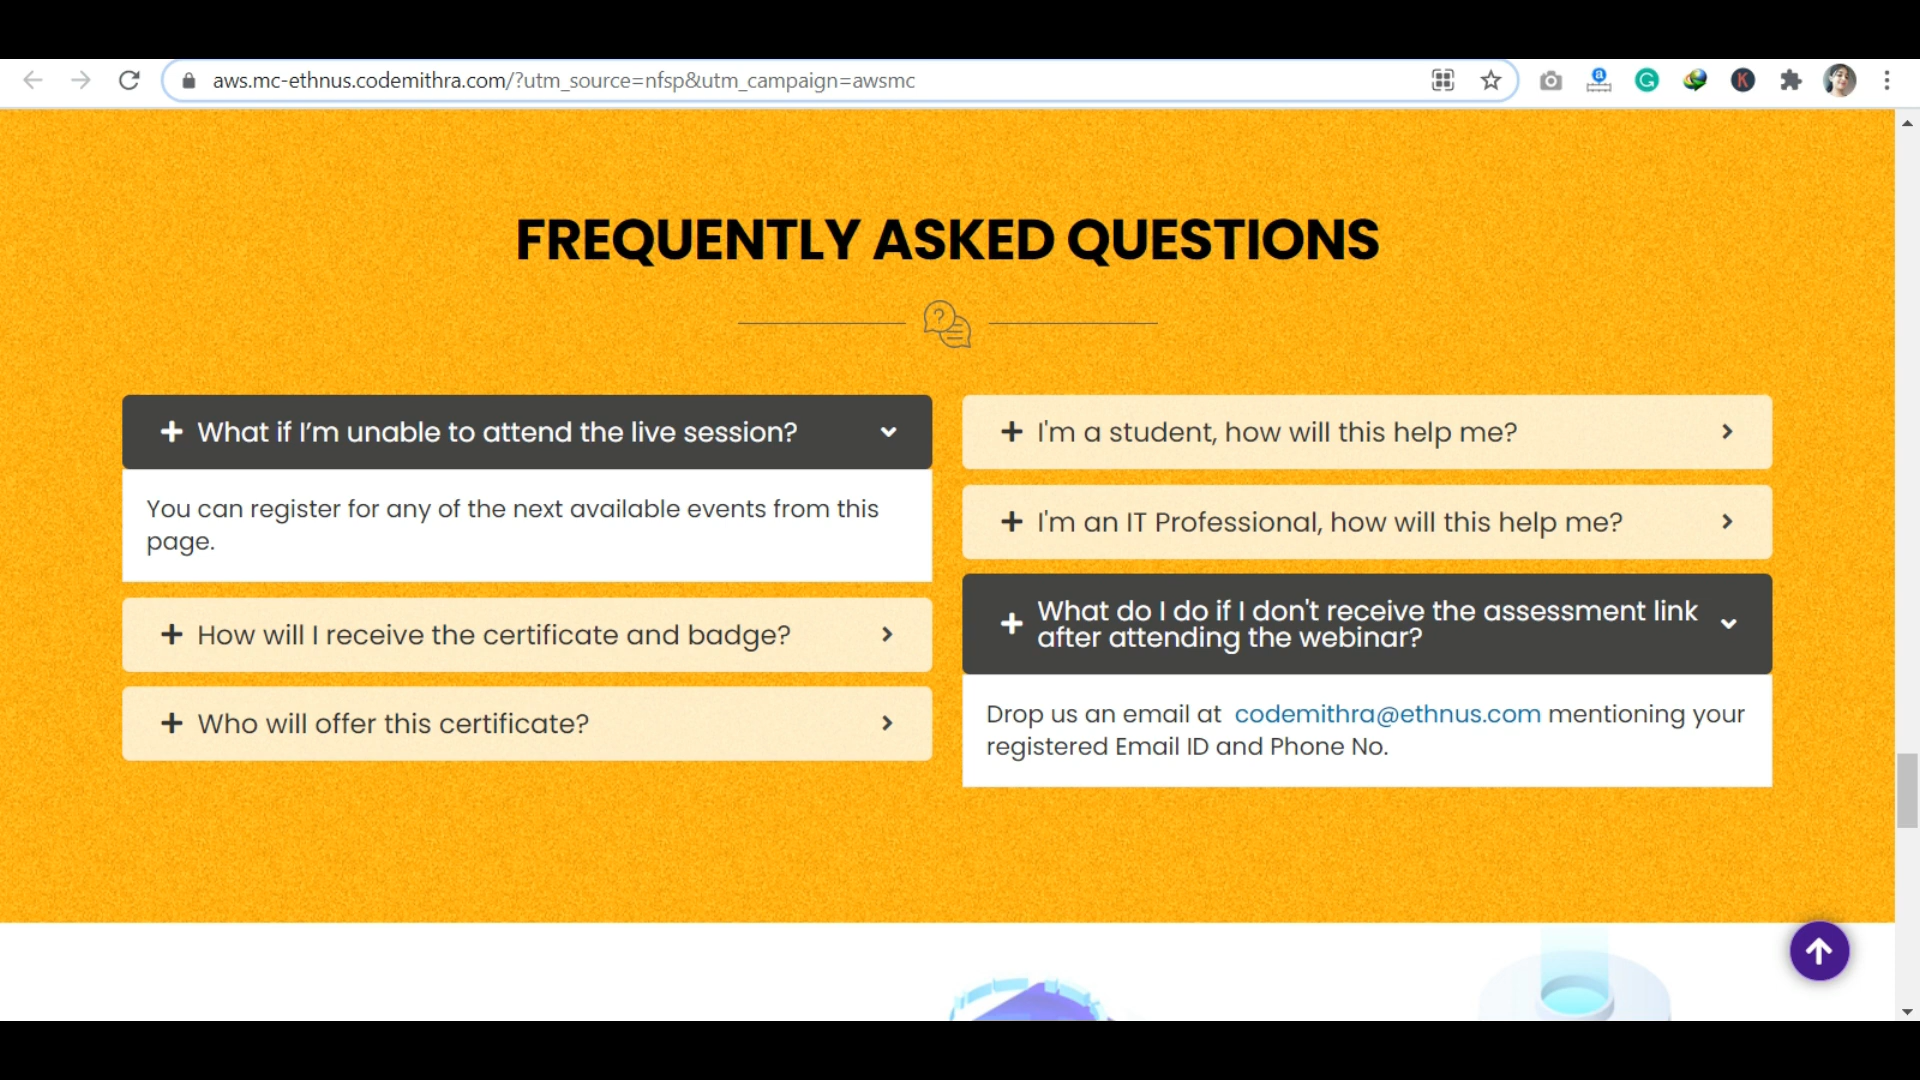 aws.mc-ethnus.codemithra.com/?utm_source=nfsp&utm_campaign=awsmc
FREQUENTLY ASKED QUESTIONS
What if I’m unable to attend the live session?
You can register for any of the next available events from this
page.
How will I receive the certificate and badge?
Who will offer this certificate?
I'm a student, how will this help me?
I'm an IT Professional, how will this help me?
What do I do if I don't receive the assessment link
after attending the webinar?
Drop us an email at codemithra@ethnus.com mentioning your
registered Email ID and Phone No.